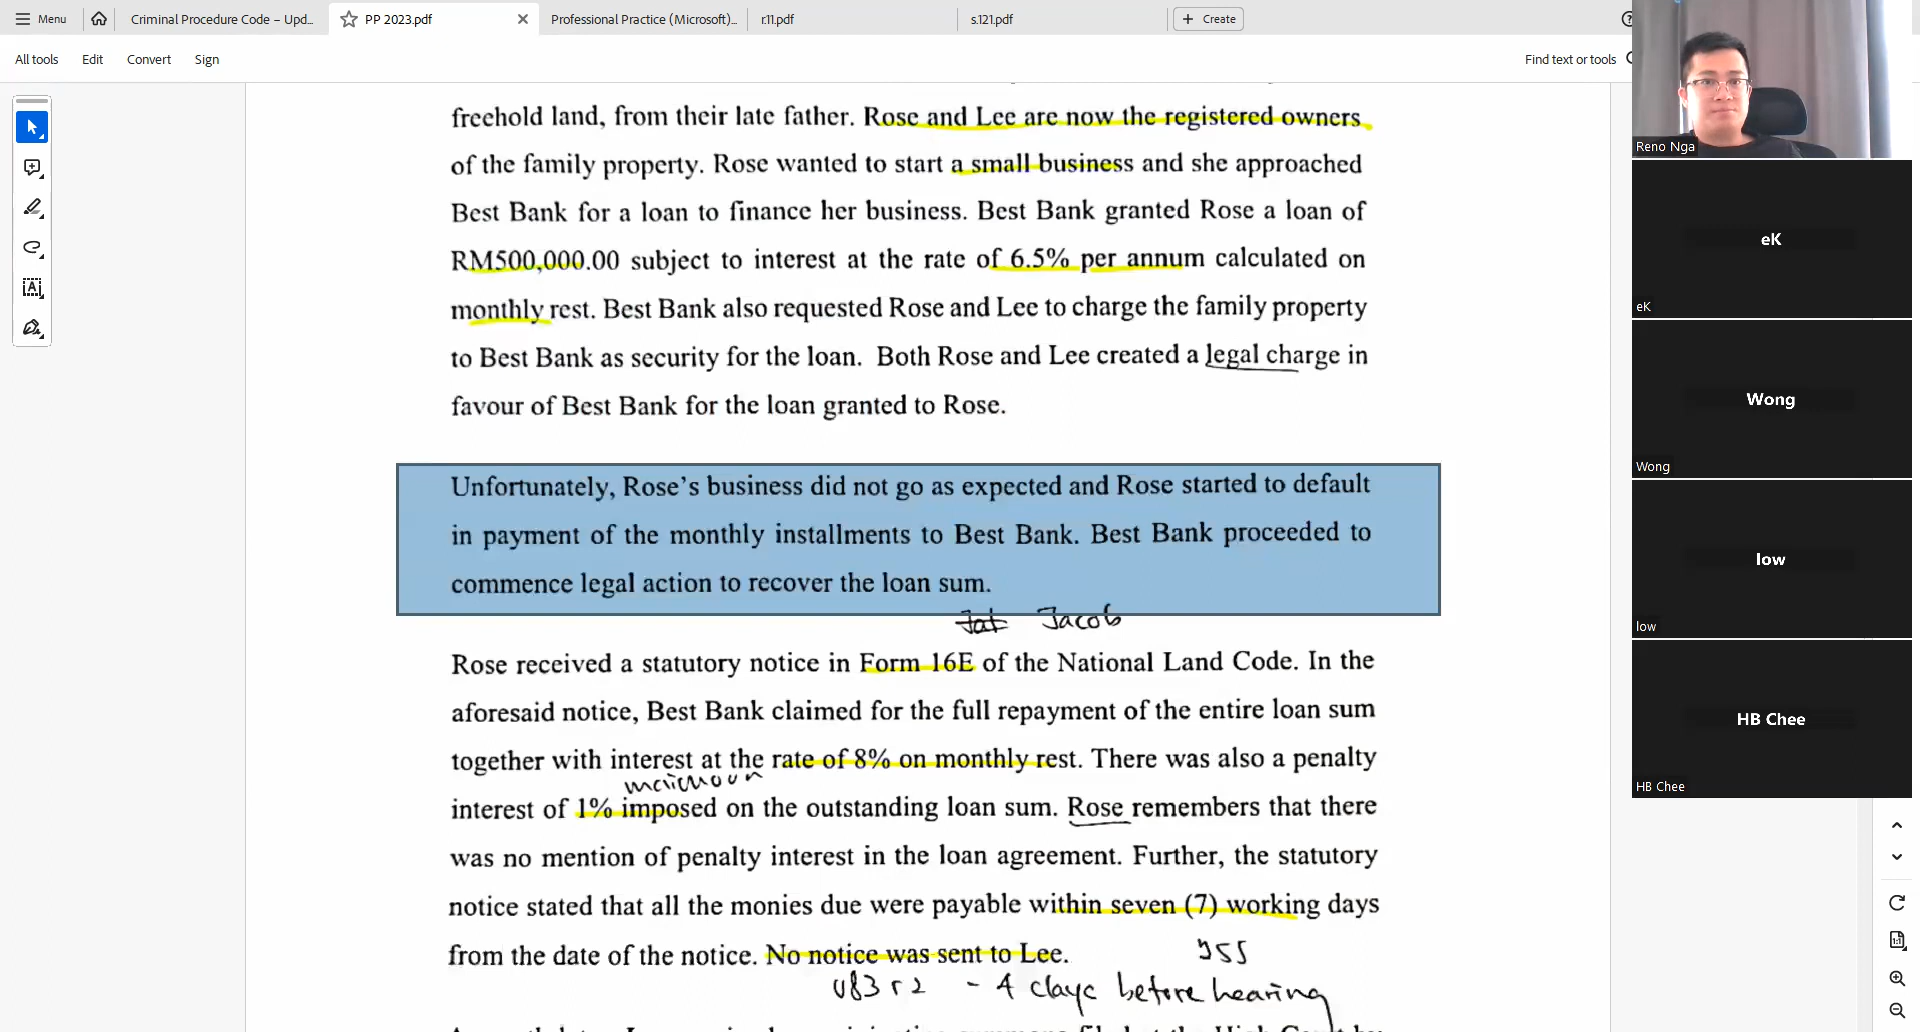 Menu
Criminal Procedure Code – Upd...
PP 2023.pdf
Professional Practice (Microsoft)...
r.11.pdf
s.121.pdf
+ Create
All tools
Edit
Convert
Sign
Find text or tools
freehold land, from their late father. Rose and Lee are now the registered owners
of the family property. Rose wanted to start a small business and she approached
Best Bank for a loan to finance her business. Best Bank granted Rose a loan of
RM500,000.00 subject to interest at the rate of 6.5% per annum calculated on
monthly rest. Best Bank also requested Rose and Lee to charge the family property
to Best Bank as security for the loan. Both Rose and Lee created a legal charge in
favour of Best Bank for the loan granted to Rose.
Unfortunately, Rose's business did not go as expected and Rose started to default
in payment of the monthly installments to Best Bank. Best Bank proceeded to
commence legal action to recover the loan sum.
Jacob
Rose received a statutory notice in Form 16E of the National Land Code. In the
aforesaid notice, Best Bank claimed for the full repayment of the entire loan sum
together with interest at the rate of 8% on monthly rest. There was also a penalty
interest of 1% imposed on the outstanding loan sum. Rose remembers that there
was no mention of penalty interest in the loan agreement. Further, the statutory
notice stated that all the monies due were payable within seven (7) working days
from the date of the notice. No notice was sent to Lee.
083 r2 - 4 days before hearing
Reno Nga
eK
eK
Wong
Wong
low
low
HB Chee
HB Chee